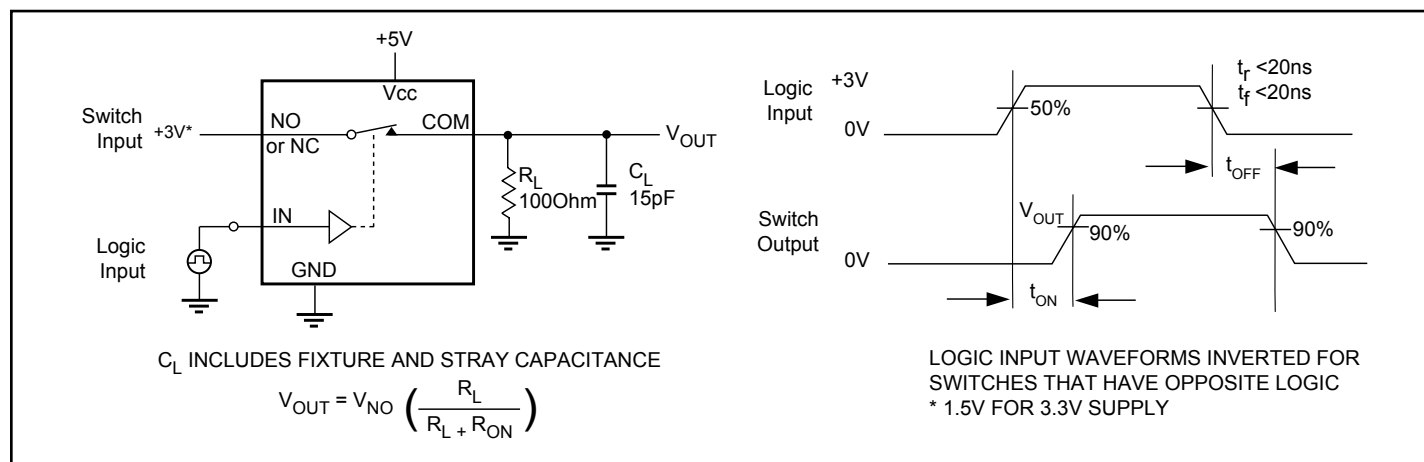 +5V
Vcc
Switch
Input
+3V*
NO
or NC
COM
VOUT
RL
100Ohm
CL
15pF
IN
Logic
Input
GND
CL INCLUDES FIXTURE AND STRAY CAPACITANCE
VOUT = VNO ( RL / RL + RON )
Logic
Input
+3V
0V
50%
tr <20ns
tf <20ns
tOFF
Switch
Output
VOUT
0V
90%
90%
tON
LOGIC INPUT WAVEFORMS INVERTED FOR
SWITCHES THAT HAVE OPPOSITE LOGIC
* 1.5V FOR 3.3V SUPPLY